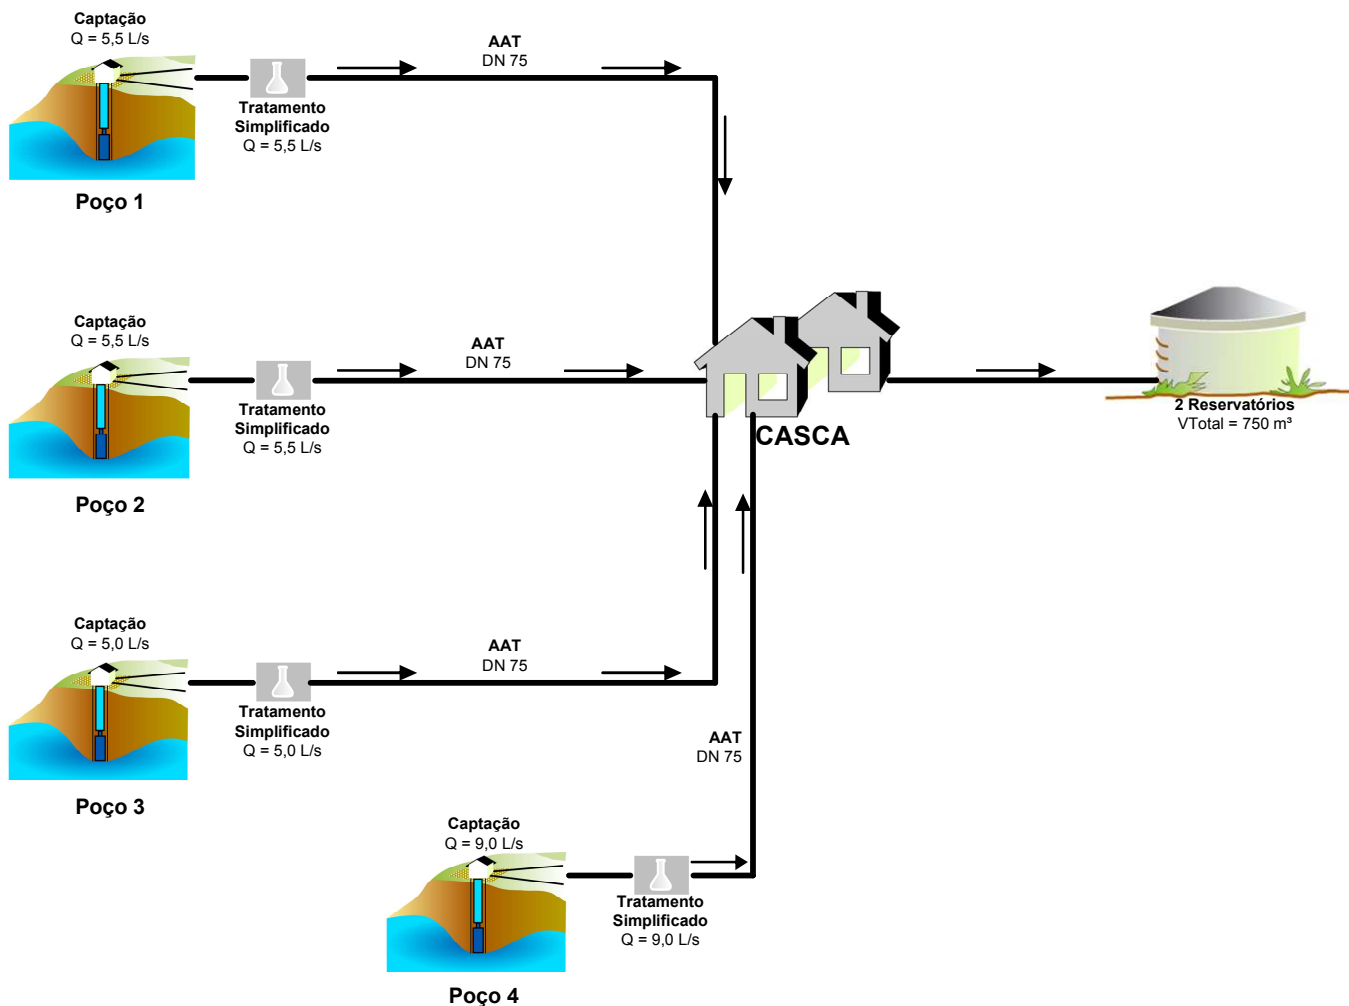 Captação
Q = 5,5 L/s
AAT
DN 75
Tratamento
Simplificado
Q = 5,5 L/s
Poço 1
Captação
Q = 5,5 L/s
AAT
DN 75
Tratamento
Simplificado
Q = 5,5 L/s
Poço 2
CASCA
2 Reservatórios
VTotal = 750 m³
Captação
Q = 5,0 L/s
AAT
DN 75
Tratamento
Simplificado
Q = 5,0 L/s
Poço 3
AAT
DN 75
Captação
Q = 9,0 L/s
Tratamento
Simplificado
Q = 9,0 L/s
Poço 4